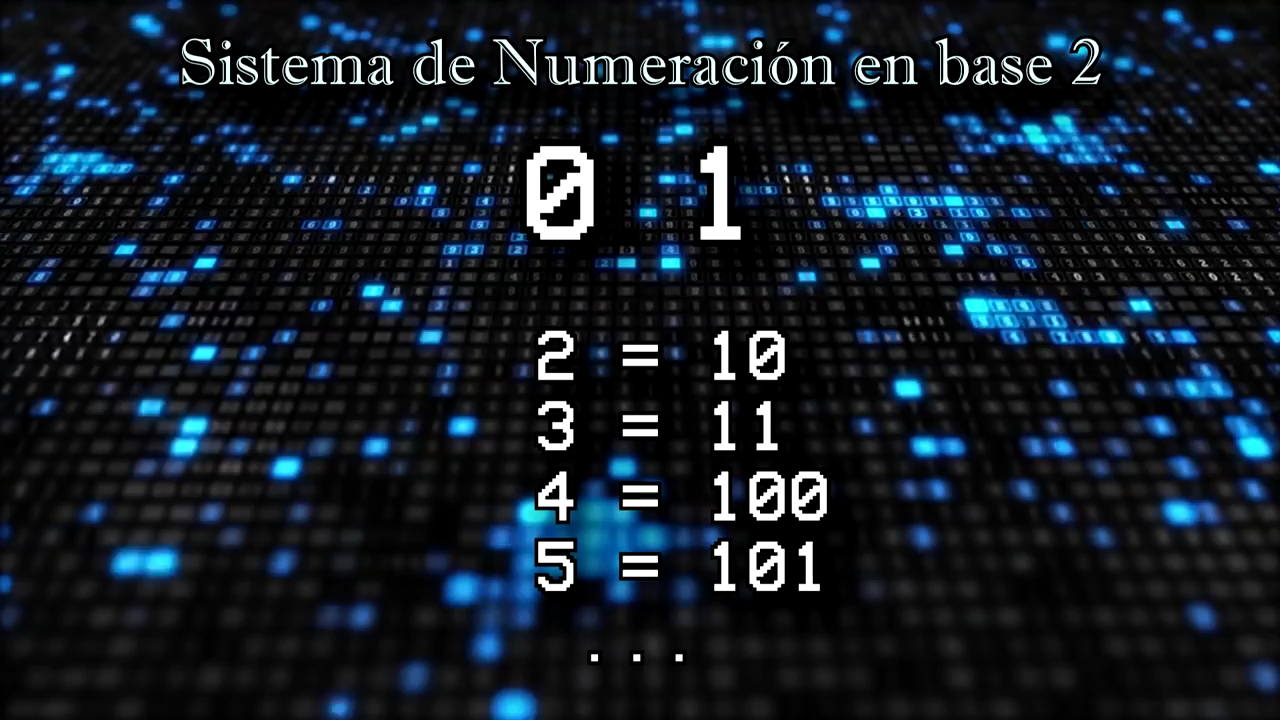 Sistema de Numeración en base 2
0 1
2 = 10
3 = 11
4 = 100
5 = 101
. . .